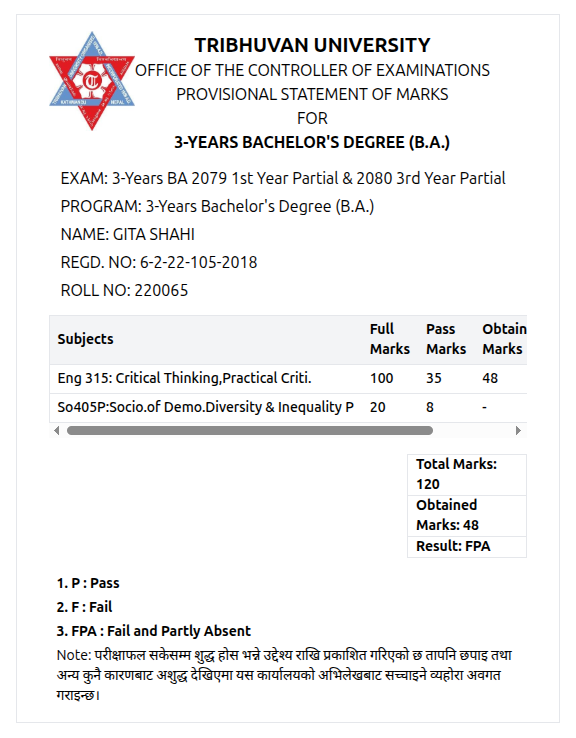 TRIBHUVAN UNIVERSITY
OFFICE OF THE CONTROLLER OF EXAMINATIONS
PROVISIONAL STATEMENT OF MARKS
FOR
3-YEARS BACHELOR'S DEGREE (B.A.)
EXAM: 3-Years BA 2079 1st Year Partial & 2080 3rd Year Partial
PROGRAM: 3-Years Bachelor's Degree (B.A.)
NAME: GITA SHAHI
REGD. NO: 6-2-22-105-2018
ROLL NO: 220065
Subjects Full Marks Pass Marks Obtain Marks
Eng 315: Critical Thinking,Practical Criti. 100 35 48
So405P:Socio.of Demo.Diversity & Inequality P 20 8 -
Total Marks:
120
Obtained
Marks: 48
Result: FPA
1. P : Pass
2. F : Fail
3. FPA : Fail and Partly Absent
Note: परीक्षाफल सकेसम्म शुद्ध होस भन्ने उद्देश्य राखि प्रकाशित गरिएको छ तापनि छपाइ तथा
अन्य कुनै कारणबाट अशुद्ध देखिएमा यस कार्यालयको अभिलेखबाट सच्चाइने व्यहोरा अवगत
गराइन्छ।